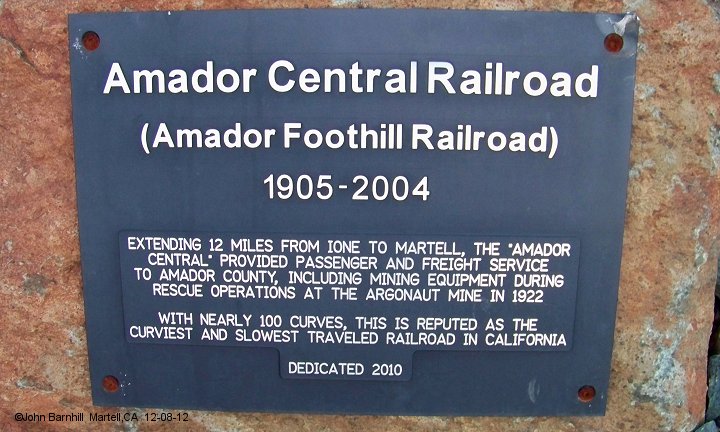 Amador Central Railroad
(Amador Foothill Railroad)
1905-2004
EXTENDING 12 MILES FROM IONE TO MARTELL, THE "AMADOR
CENTRAL" PROVIDED PASSENGER AND FREIGHT SERVICE
TO AMADOR COUNTY, INCLUDING MINING EQUIPMENT DURING
RESCUE OPERATIONS AT THE ARGONAUT MINE IN 1922
WITH NEARLY 100 CURVES, THIS IS REPUTED AS THE
CURVIEST AND SLOWEST TRAVELED RAILROAD IN CALIFORNIA
DEDICATED 2010
©John Barnhill Martell,CA 12-08-12